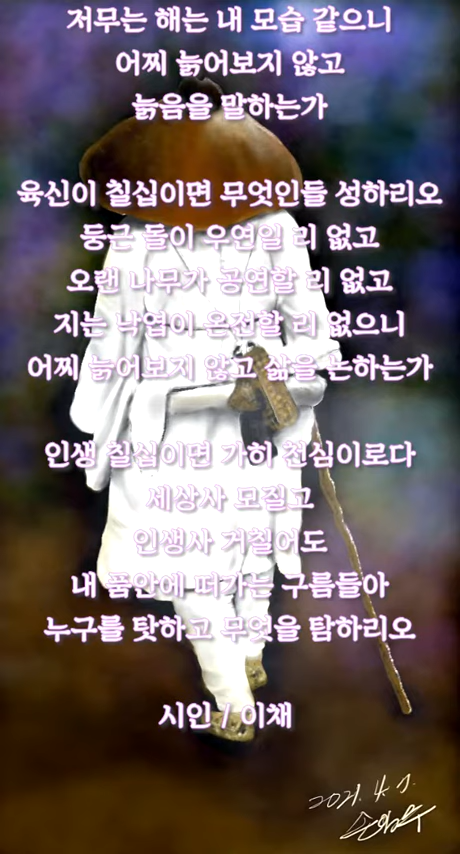 저무는 해는 내 모습 같으니
어찌 늙어보지 않고
늙음을 말하는가
육신이 칠십이면 무엇인들 성하리오
둥근 돌이 우연일 리 없고
오랜 나무가 공연할 리 없고
지는 낙엽이 온전할 리 없으니
어찌 늙어보지 않고 삶을 논하는가
인생 칠십이면 가히 천심이로다
세상사 모질고
인생사 거칠어도
내 품안에 떠가는 구름들아
누구를 탓하고 무엇을 탐하리오
시인 / 이채
2021. 4. 7.